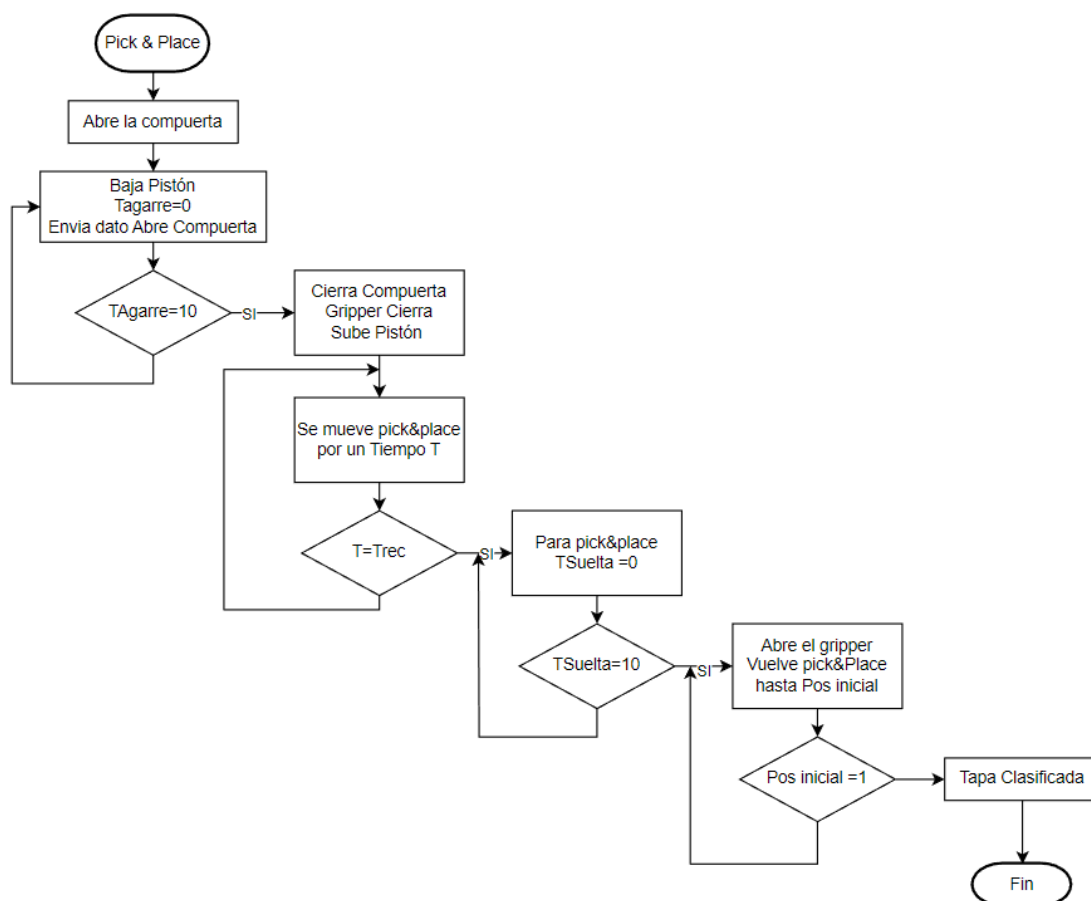 Pick & Place
Abre la compuerta
Baja Pistón
Tagarre=0
Envia dato Abre Compuerta
TAgarre=10
SI
Cierra Compuerta
Gripper Cierra
Sube Pistón
Se mueve pick&place
por un Tiempo T
T=Trec
SI
Para pick&place
TSuelta =0
TSuelta=10
SI
Abre el gripper
Vuelve pick&Place
hasta Pos inicial
Pos inicial =1
Tapa Clasificada
Fin